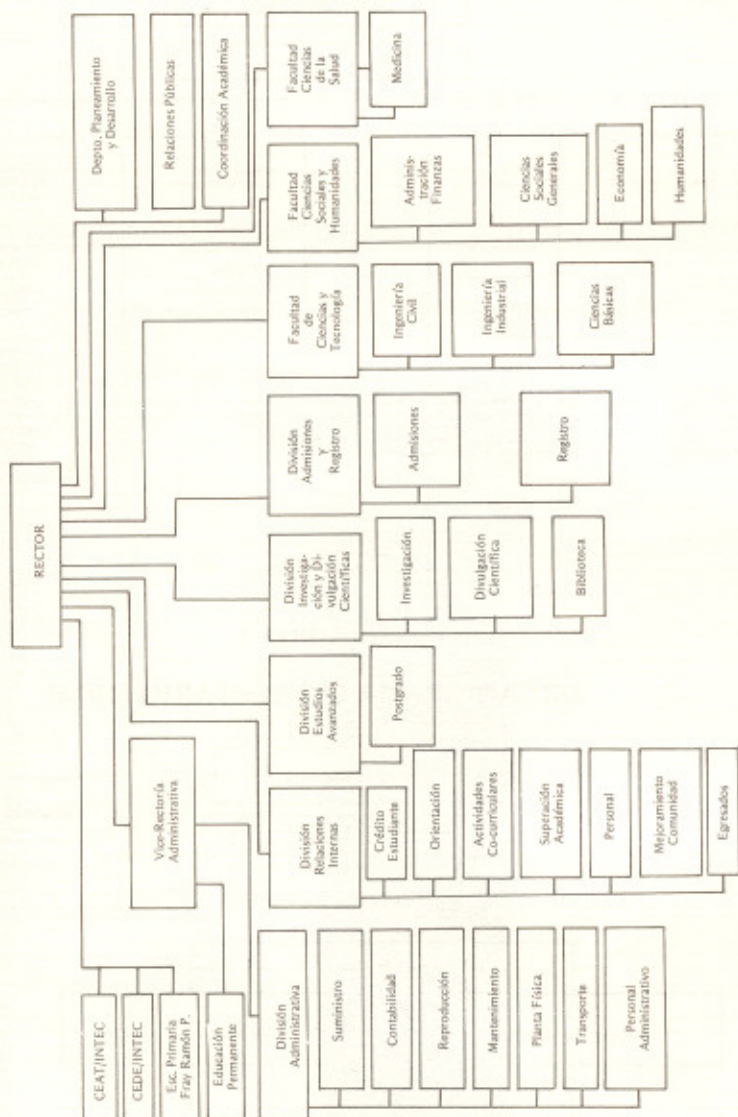 RECTOR
Depto. Planeamiento
y Desarrollo
Relaciones Públicas
Coordinación Académica
Vice-Rectoría
Administrativa
CEAT/INTEC
CEDE/INTEC
Esc. Primaria
Fray Ramón P.
Educación
Permanente
División
Administrativa
Suministro
Contabilidad
Reproducción
Mantenimiento
Planta Física
Transporte
Personal
Administrativo
División
Relaciones
Internas
Crédito
Estudiante
Orientación
Actividades
Co-curriculares
Superación
Académica
Personal
Mejoramiento
Comunidad
Egresados
División
Estudios
Avanzados
Postgrado
División
Investiga-
ción y Di-
vulgación
Científicas
Investigación
Divulgación
Científica
Biblioteca
División
Admisiones
y
Registro
Admisiones
Registro
Facultad
de
Ciencias y
Tecnología
Ingeniería
Civil
Ingeniería
Industrial
Ciencias
Básicas
Facultad
Ciencias
Sociales y
Humanidades
Adminis-
tración
Finanzas
Ciencias
Sociales
Generales
Economía
Humanidades
Facultad
Ciencias
de la
Salud
Medicina